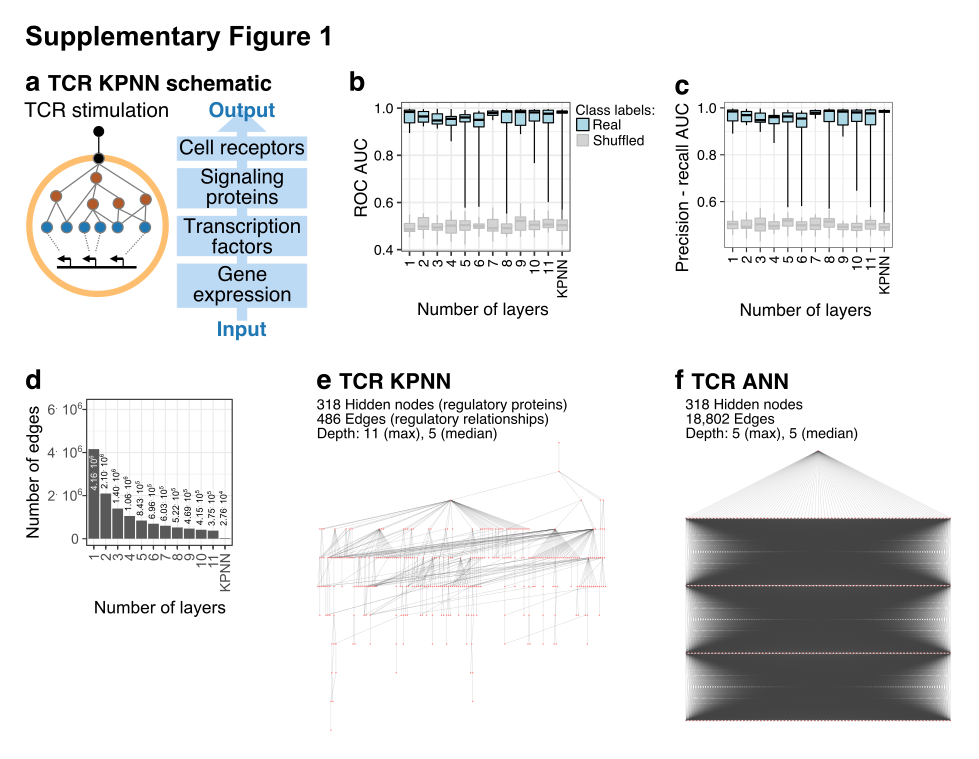 Supplementary Figure 1
a TCR KPNN schematic
TCR stimulation
Output
Cell receptors
Signaling
proteins
Transcription
factors
Gene
expression
Input
b
ROC AUC
1.0
0.8
0.6
0.4
1 2 3 4 5 6 7 8 9 10 11 KPNN
Number of layers
Class labels:
Real
Shuffled
c
Precision - recall AUC
1.0
0.8
0.6
1 2 3 4 5 6 7 8 9 10 11 KPNN
Number of layers
d
Number of edges
6· 10⁶
4· 10⁶
2· 10⁶
0
4.16· 10⁶
2.10· 10⁶
1.40· 10⁶
1.06· 10⁶
8.43· 10⁵
6.96· 10⁵
6.03· 10⁵
5.22· 10⁵
4.69· 10⁵
4.15· 10⁵
3.75· 10⁵
2.76· 10⁴
1 2 3 4 5 6 7 8 9 10 11 KPNN
Number of layers
e TCR KPNN
318 Hidden nodes (regulatory proteins)
486 Edges (regulatory relationships)
Depth: 11 (max), 5 (median)
f TCR ANN
318 Hidden nodes
18,802 Edges
Depth: 5 (max), 5 (median)